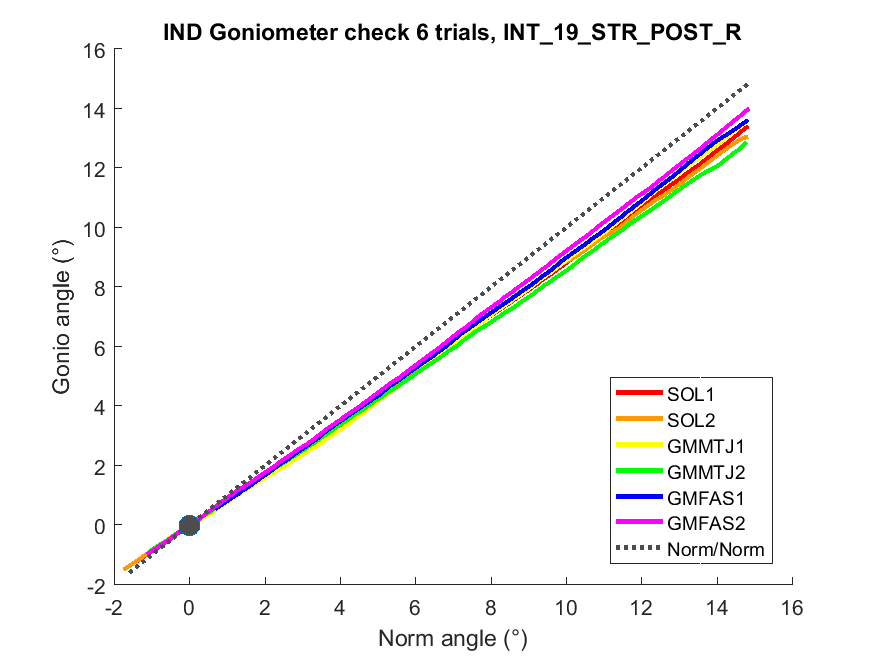 IND Goniometer check 6 trials, INT_19_STR_POST_R
16
14
12
10
8
6
4
2
0
-2
Gonio angle (°)
SOL1
SOL2
GMMTJ1
GMMTJ2
GMFAS1
GMFAS2
Norm/Norm
-2 0 2 4 6 8 10 12 14 16
Norm angle (°)